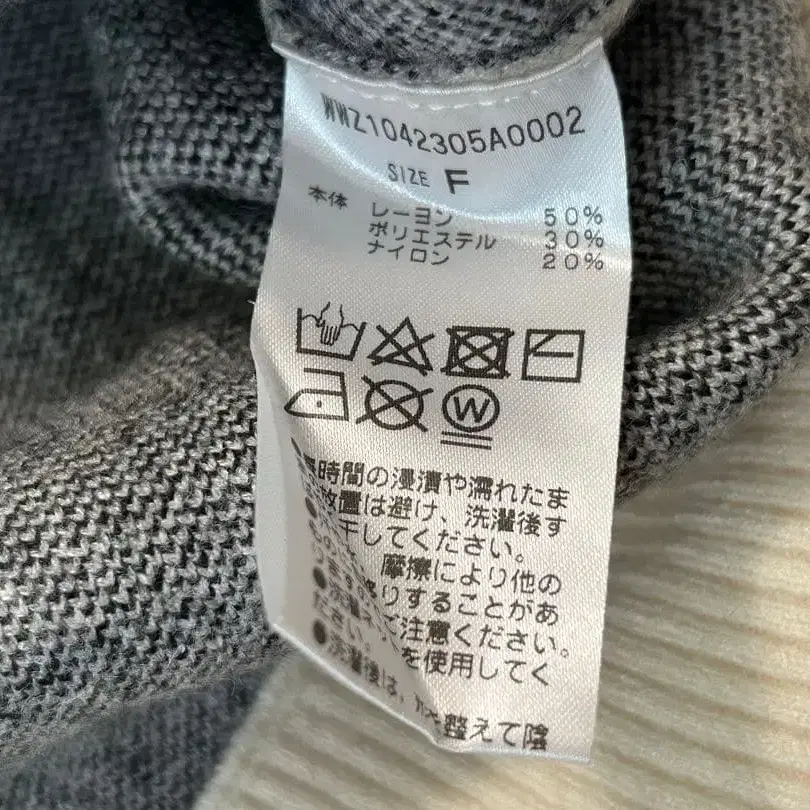 WWZ1042305A0002
SIZE F
本体 レーヨン 50%
ポリエステル 30%
ナイロン 20%
W
時間の浸漬や濡れたま
放置は避け、洗濯後す
干してください。
摩擦により他の
りすることがあ
ご注意ください。
を使用してく
ださい。
●洗濯後は、 整えて陰